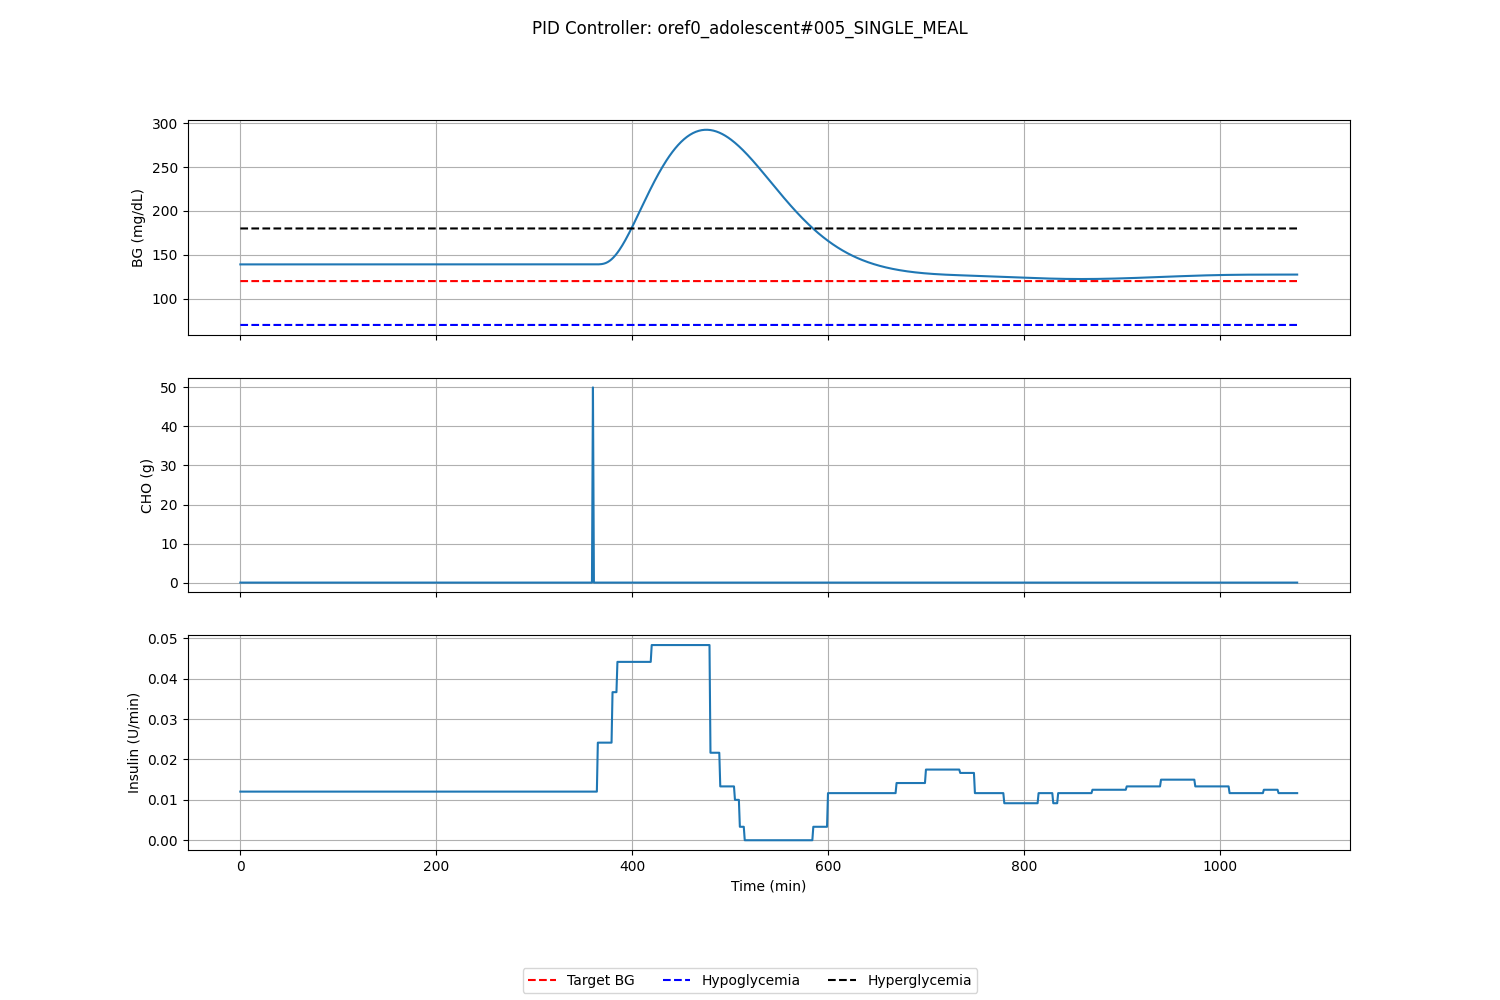 PID Controller: oref0_adolescent#005_SINGLE_MEAL
300
250
200
150
100
BG (mg/dL)
50
40
30
20
10
0
CHO (g)
0.05
0.04
0.03
0.02
0.01
0.00
Insulin (U/min)
0 200 400 600 800 1000
Time (min)
Target BG Hypoglycemia Hyperglycemia